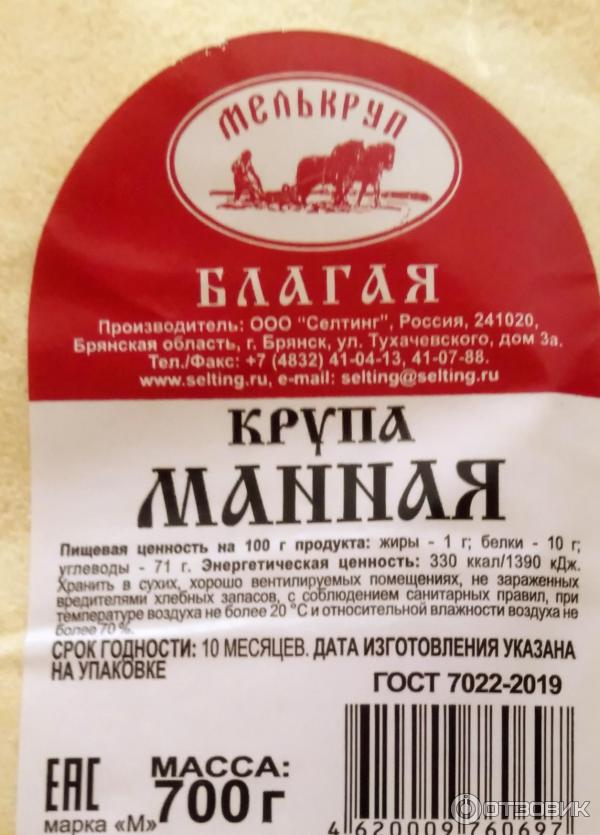 МЕЛЬКРУП
БЛАГАЯ
Производитель: ООО "Селтинг", Россия, 241020,
Брянская область, г. Брянск, ул. Тухачевского, дом 3а.
Тел./Факс: +7 (4832) 41-04-13, 41-07-88.
www.selting.ru, e-mail: selting@selting.ru
КРУПА
МАННАЯ
Пищевая ценность на 100 г продукта: жиры - 1 г; белки - 10 г;
углеводы - 71 г. Энергетическая ценность: 330 ккал/1390 кДж.
Хранить в сухих, хорошо вентилируемых помещениях, не зараженных
вредителями хлебных запасов, с соблюдением санитарных правил, при
температуре воздуха не более 20 °С и относительной влажности воздуха не
более 70 %.
СРОК ГОДНОСТИ: 10 МЕСЯЦЕВ. ДАТА ИЗГОТОВЛЕНИЯ УКАЗАНА
НА УПАКОВКЕ
ГОСТ 7022-2019
ЕАС
марка «М»
МАССА:
700 г
4 620009 760697
ОТЗОВИК